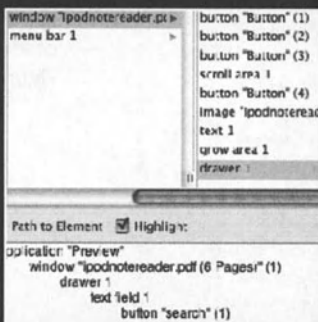 window "ipodnotereader.pc
menu bar 1
button "Button" (1)
button "Button" (2)
button "Button" (3)
scroll area 1
button "Button" (4)
image "ipodnoteread
text 1
grow area 1
drawer 1
Path to Element Highlight
pplication "Preview"
window "ipodnotereader.pdf (6 Pages)" (1)
drawer 1
text field 1
button "search" (1)